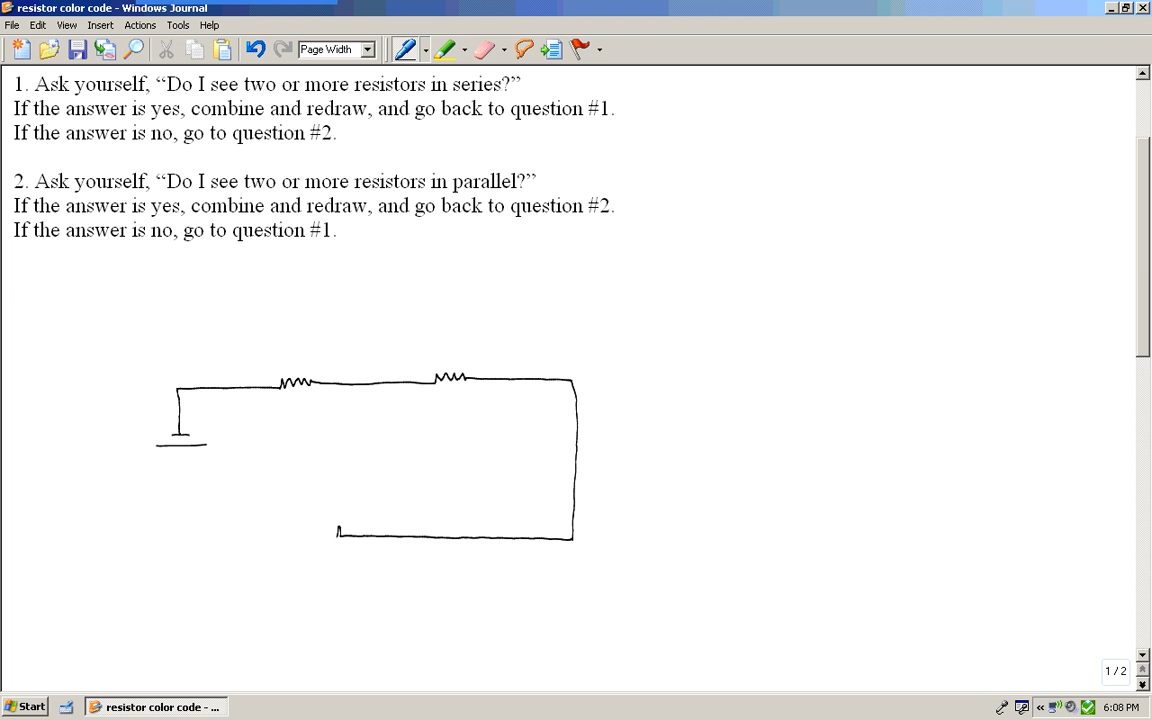 resistor color code - Windows Journal
File Edit View Insert Actions Tools Help
Page Width
1. Ask yourself, “Do I see two or more resistors in series?”
If the answer is yes, combine and redraw, and go back to question #1.
If the answer is no, go to question #2.
2. Ask yourself, “Do I see two or more resistors in parallel?”
If the answer is yes, combine and redraw, and go back to question #2.
If the answer is no, go to question #1.
1 / 2
Start resistor color code - ... « 6:08 PM